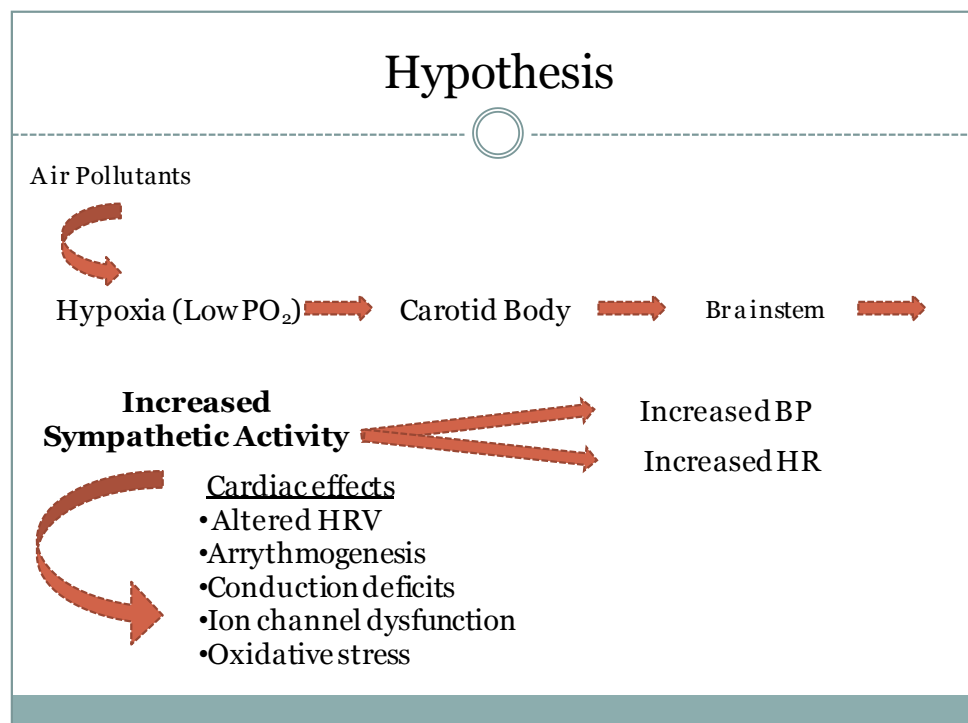 Hypothesis
Air Pollutants
Hypoxia (Low PO₂)
Carotid Body
Brainstem
Increased
Sympathetic Activity
Increased BP
Increased HR
Cardiac effects
•Altered HRV
•Arrythmogenesis
•Conduction deficits
•Ion channel dysfunction
•Oxidative stress